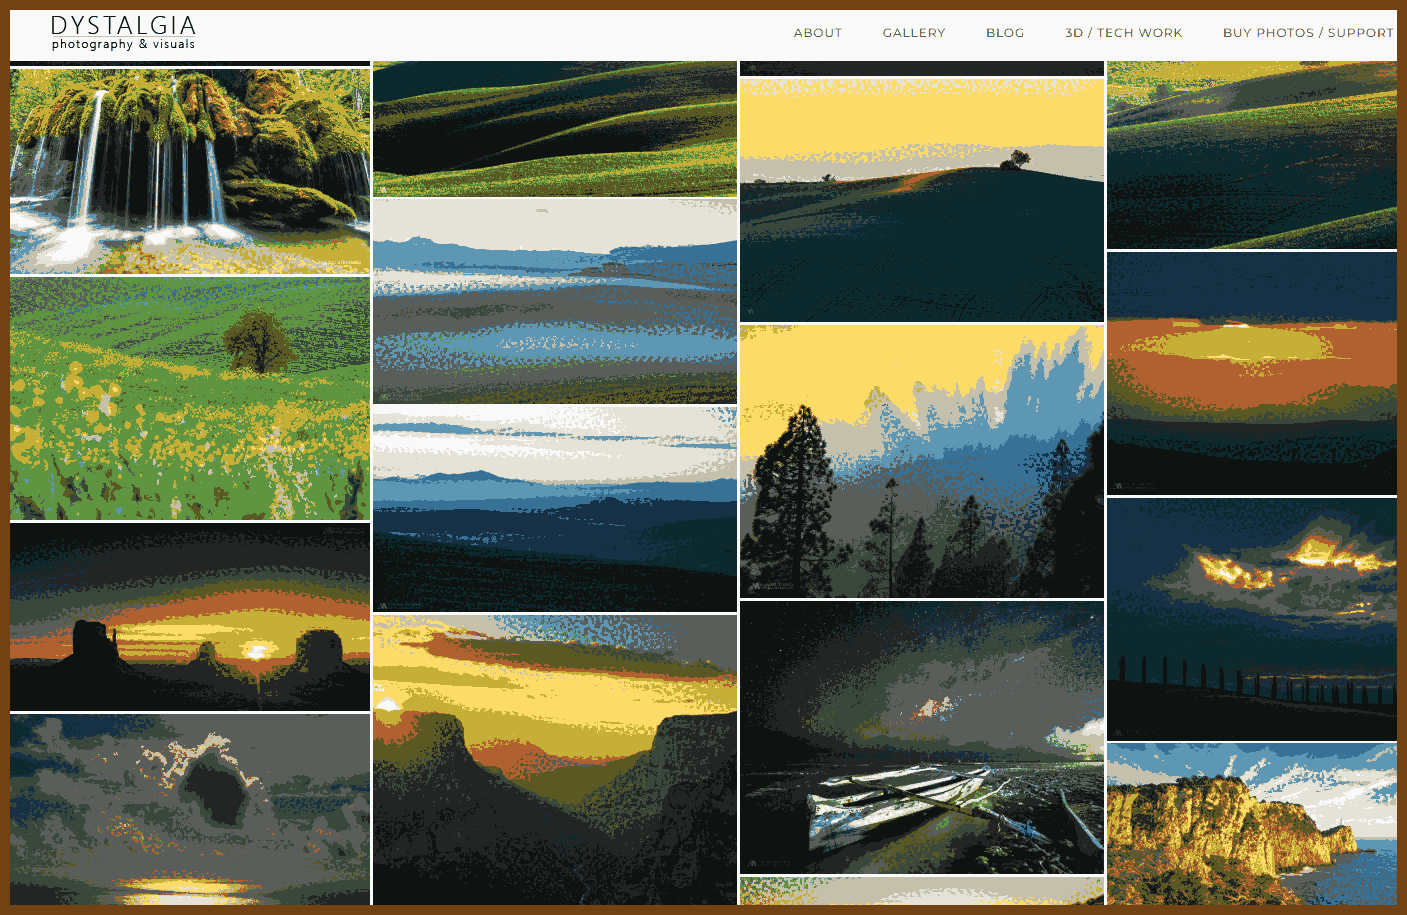 DYSTALGIA
photography & visuals
ABOUT
GALLERY
BLOG
3D / TECH WORK
BUY PHOTOS / SUPPORT